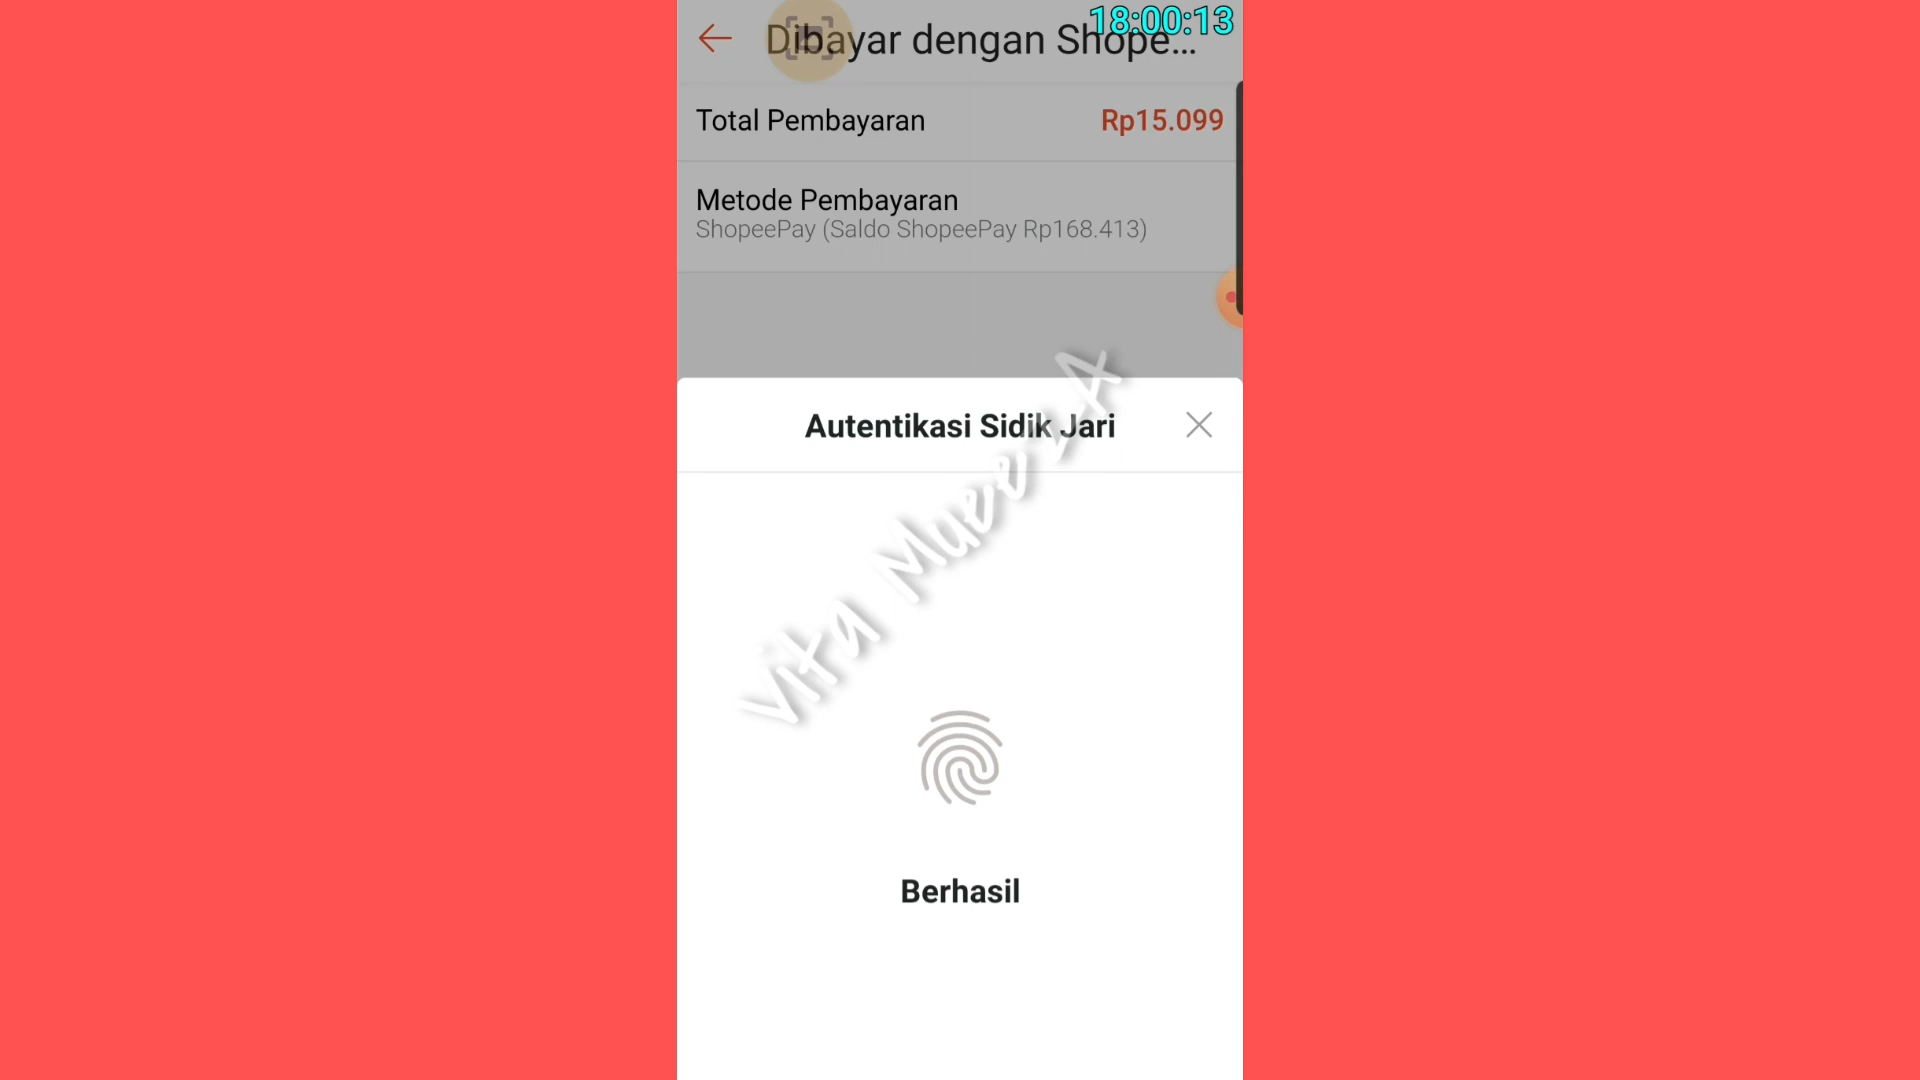 18:00:13
Dibayar dengan Shope...
Total Pembayaran
Rp15.099
Metode Pembayaran
ShopeePay (Saldo ShopeePay Rp168.413)
Autentikasi Sidik Jari
Vita
Berhasil